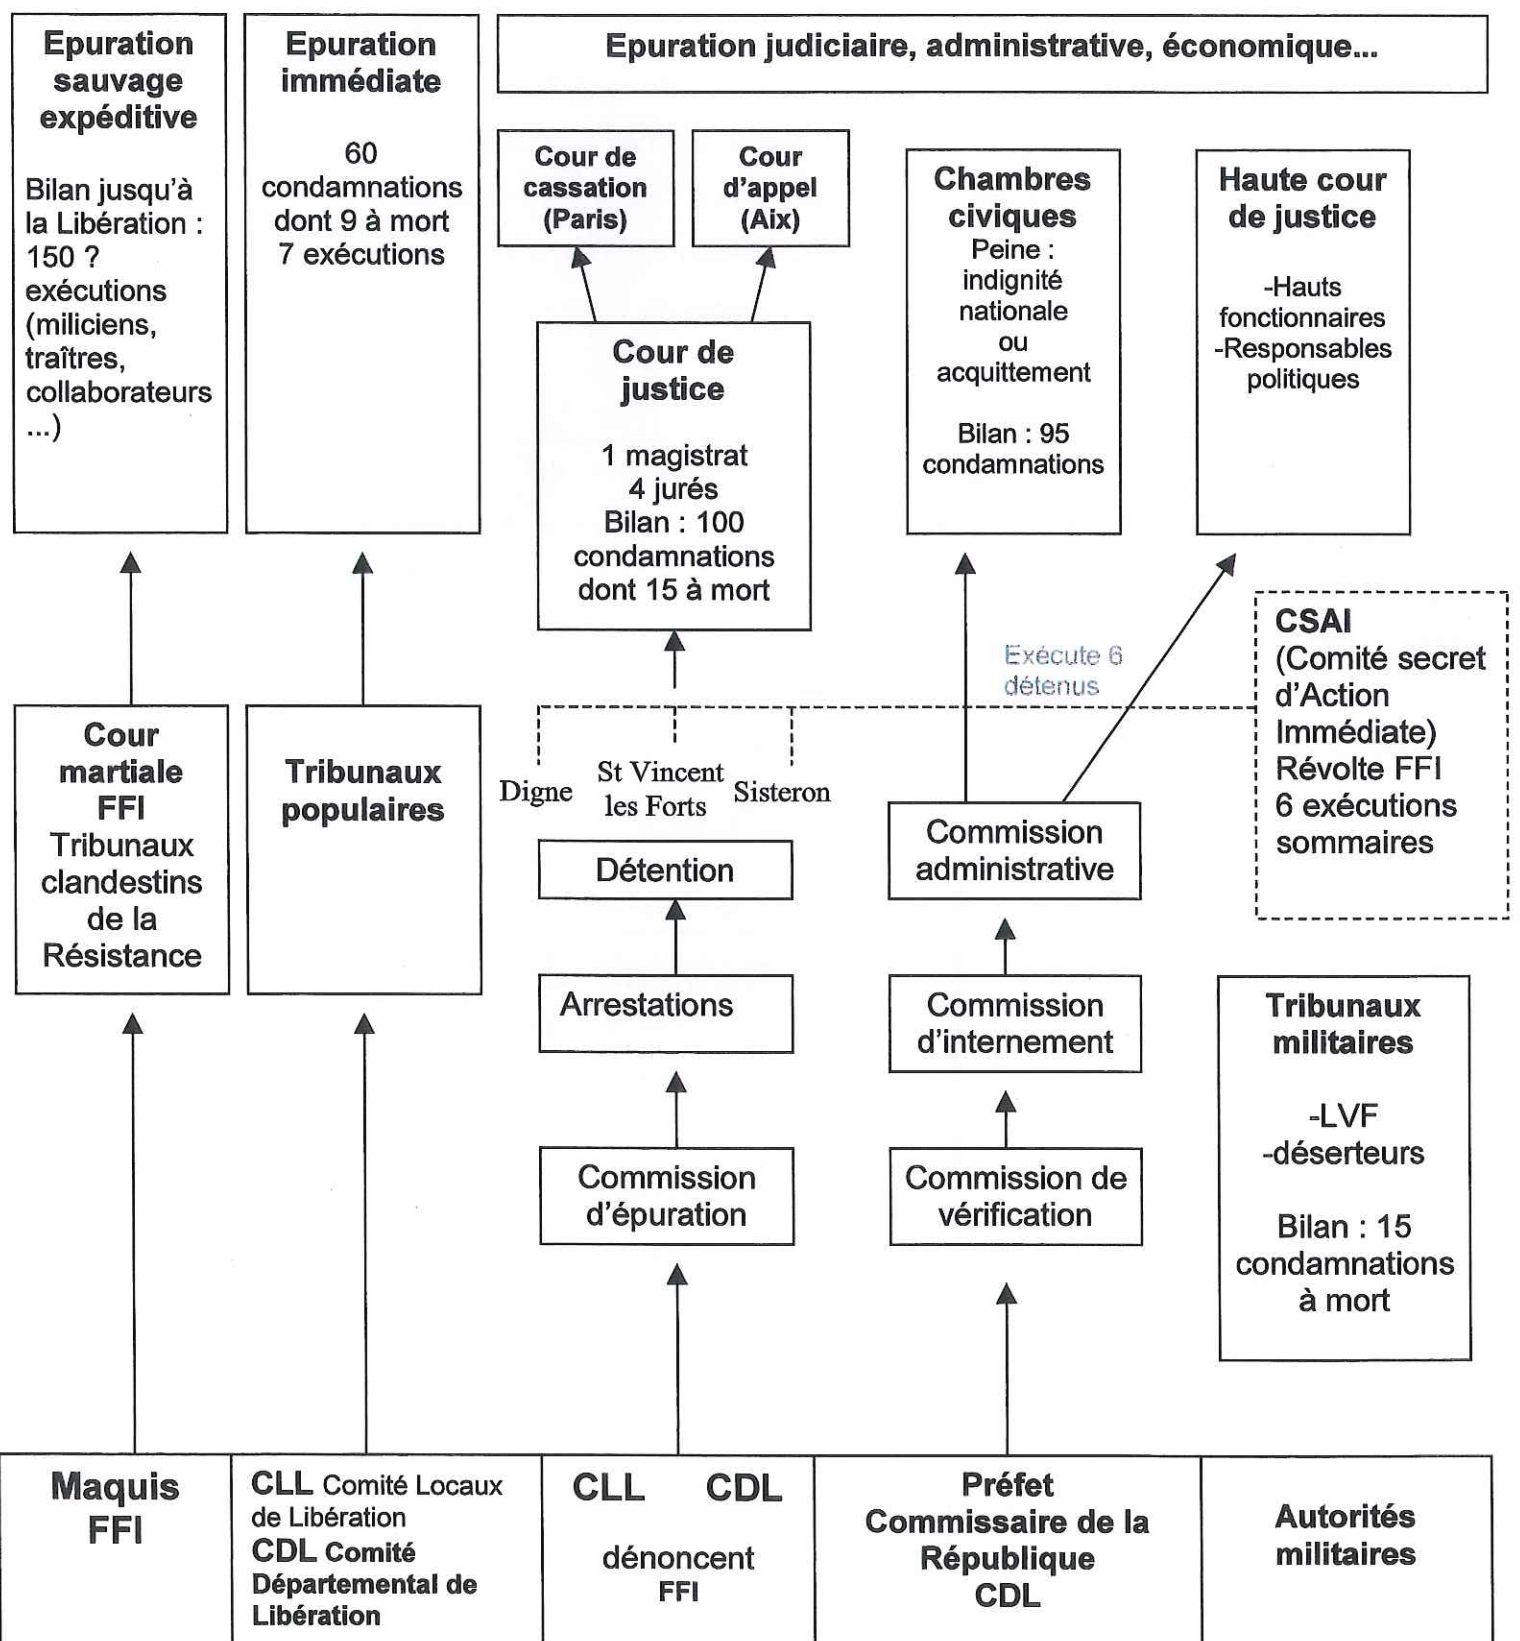 Epuration
sauvage
expéditive
Bilan jusqu'à
la Libération :
150 ?
exécutions
(miliciens,
traîtres,
collaborateurs
...)
Epuration
immédiate
60
condamnations
dont 9 à mort
7 exécutions
Epuration judiciaire, administrative, économique...
Cour de
cassation
(Paris)
Cour
d'appel
(Aix)
Cour de
justice
1 magistrat
4 jurés
Bilan : 100
condamnations
dont 15 à mort
Chambres
civiques
Peine :
indignité
nationale
ou
acquittement
Bilan : 95
condamnations
Haute cour
de justice
-Hauts
fonctionnaires
-Responsables
politiques
Exécute 6
détenus
CSAI
(Comité secret
d'Action
Immédiate)
Révolte FFI
6 exécutions
sommaires
Cour
martiale
FFI
Tribunaux
clandestins
de la
Résistance
Tribunaux
populaires
Digne
St Vincent
les Forts
Sisteron
Détention
Arrestations
Commission
d'épuration
Commission
administrative
Commission
d'internement
Commission de
vérification
Tribunaux
militaires
-LVF
-déserteurs
Bilan : 15
condamnations
à mort
Maquis
FFI
CLL Comité Locaux
de Libération
CDL Comité
Départemental de
Libération
CLL CDL
dénoncent
FFI
Préfet
Commissaire de la
République
CDL
Autorités
militaires